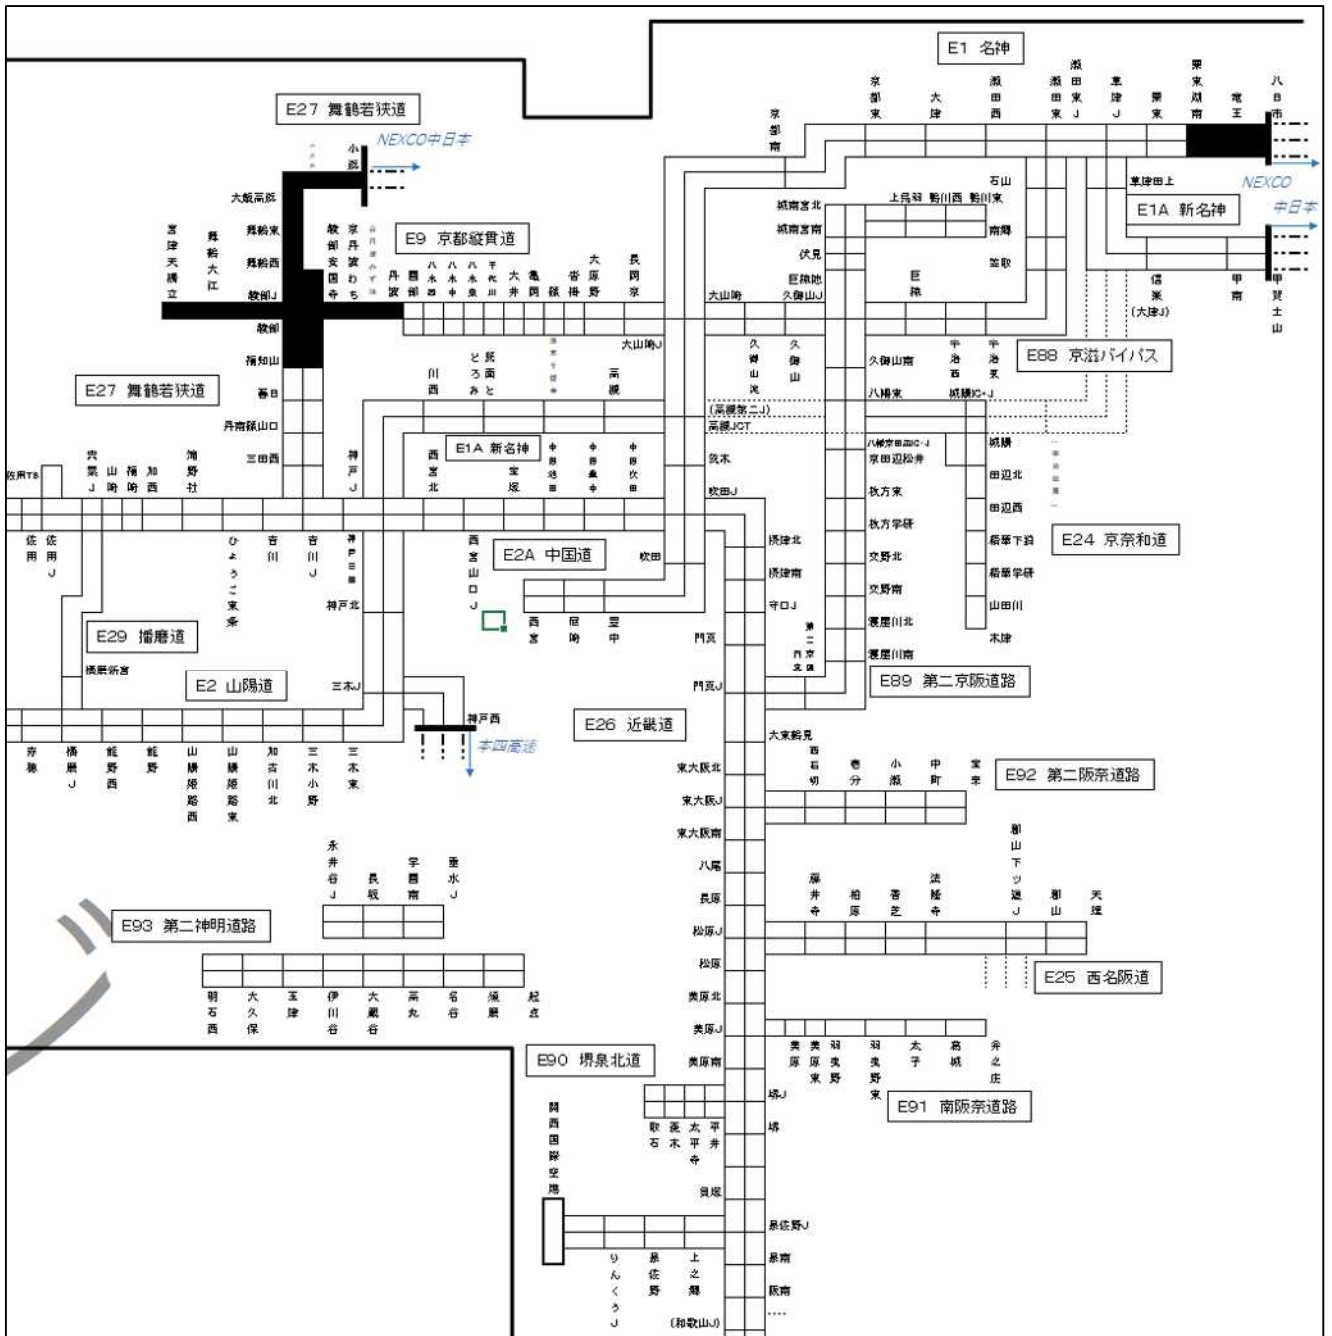 E1 名神
京都東
大津
瀬田西
瀬田東
瀬田東J
草津J
栗東
栗東湖南
竜王
八日市
京都南
E27 舞鶴若狭道
NEXCO中日本
小浜
大飯高浜
舞鶴東
舞鶴西
綾部J
綾部
福知山
春日
丹南篠山口
三田西
宮津天橋立
舞鶴大江
綾部安国寺
京丹波わち
丹波
園部
八木西
八木中
八木東
千代川
大井
亀岡
篠
沓掛
大原野
長岡京
E9 京都縦貫道
石山
上鳥羽
鴨川西
鴨川東
城南宮北
城南宮南
伏見
巨椋池
久御山J
南郷
笠取
巨椋
草津田上
E1A 新名神
NEXCO
中日本
信楽
(大津J)
甲南
甲賀土山
大山崎
大山崎J
久御山淀
久御山
久御山南
宇治西
宇治東
E88 京滋バイパス
E27 舞鶴若狭道
川西
高槻
(高槻第二J)
高槻JCT
八幡東
城陽IC・J
八幡京田辺IC・J
京田辺松井
E1A 新名神
佐用TB
宍粟J
山崎
福崎
加西
滝野社
神戸J
西宮北
宝塚
中国池田
中国豊中
中国吹田
茨木
吹田J
枚方東
枚方学研
交野北
交野南
寝屋川北
寝屋川南
城陽
田辺北
田辺西
精華下狛
精華学研
山田川
木津
E24 京奈和道
佐用
佐用J
ひょうご東条
吉川
吉川J
神戸北
西宮山口J
E2A 中国道
吹田
西宮
尼崎
豊中
摂津北
摂津南
守口J
門真
門真J
E29 播磨道
播磨新宮
E2 山陽道
三木J
神戸西
本四高速
E89 第二京阪道路
E26 近畿道
赤穂
播磨J
龍野西
龍野
山陽姫路西
山陽姫路東
加古川北
三木小野
三木東
大東鶴見
東大阪北
東大阪J
東大阪南
八尾
長原
松原J
松原
美原北
美原J
美原南
西石切
壱分
小瀬
中町
宝来
E92 第二阪奈道路
永井谷J
長坂
学園南
垂水J
E93 第二神明道路
藤井寺
柏原
香芝
法隆寺
郡山下ツ道J
郡山
天理
E25 西名阪道
明石西
大久保
玉津
伊川谷
大蔵谷
高丸
名谷
須磨
起点
美原
美原東
羽曳野
羽曳野東
太子
葛城
弁之庄
E91 南阪奈道路
E90 堺泉北道
堺J
堺
取石
菱木
太平寺
平井
関西国際空港
貝塚
泉佐野J
泉南
阪南
りんくうJ
泉佐野
上之郷
(和歌山J)